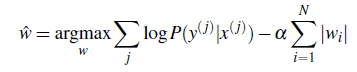 ŵ = argmax_w ∑_j log P(y^(j)|x^(j)) − α ∑_{i=1}^{N} |w_i|